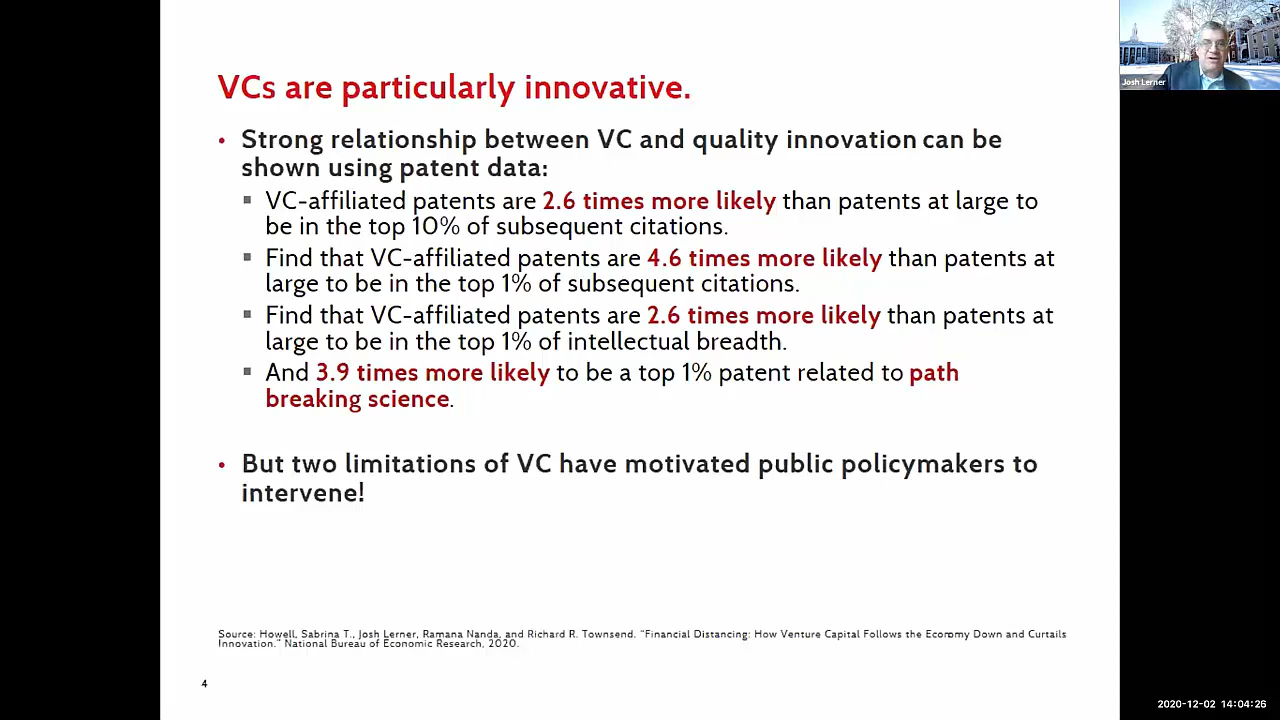 VCs are particularly innovative.
• Strong relationship between VC and quality innovation can be
shown using patent data:
▪ VC-affiliated patents are 2.6 times more likely than patents at large to
be in the top 10% of subsequent citations.
▪ Find that VC-affiliated patents are 4.6 times more likely than patents at
large to be in the top 1% of subsequent citations.
▪ Find that VC-affiliated patents are 2.6 times more likely than patents at
large to be in the top 1% of intellectual breadth.
▪ And 3.9 times more likely to be a top 1% patent related to path
breaking science.
• But two limitations of VC have motivated public policymakers to
intervene!
Source: Howell, Sabrina T., Josh Lerner, Ramana Nanda, and Richard R. Townsend. "Financial Distancing: How Venture Capital Follows the Economy Down and Curtails
Innovation." National Bureau of Economic Research, 2020.
4
Josh Lerner
2020-12-02 14:04:26